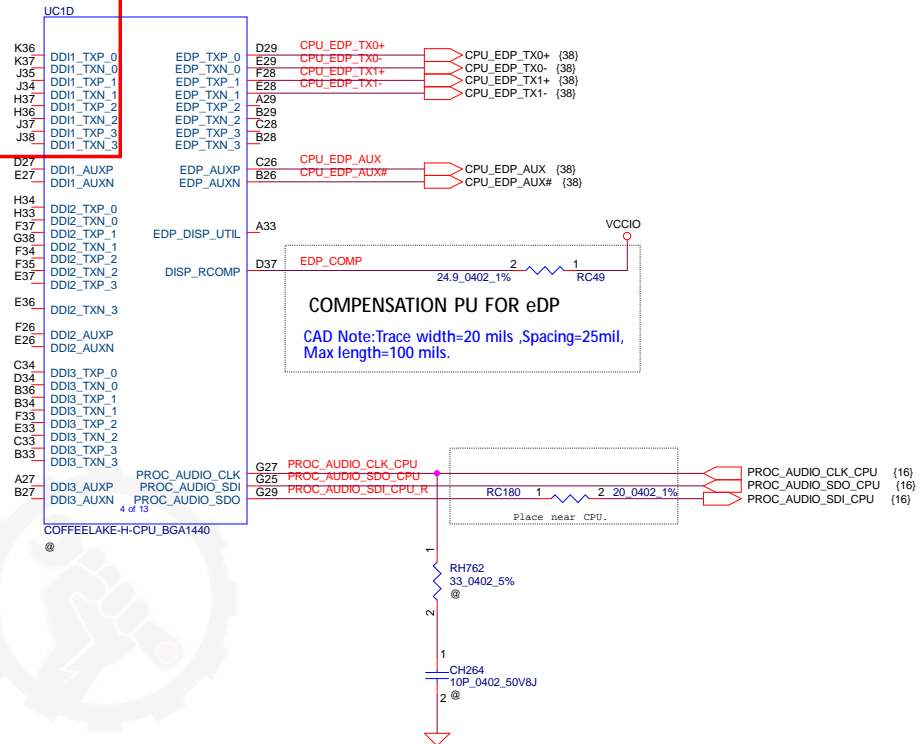 UC1D
K36 DDI1_TXP_0 EDP_TXP_0 D29 CPU_EDP_TX0+ CPU_EDP_TX0+ {38}
K37 DDI1_TXN_0 EDP_TXN_0 E29 CPU_EDP_TX0- CPU_EDP_TX0- {38}
J35 DDI1_TXP_1 EDP_TXP_1 F28 CPU_EDP_TX1+ CPU_EDP_TX1+ {38}
J34 DDI1_TXN_1 EDP_TXN_1 E28 CPU_EDP_TX1- CPU_EDP_TX1- {38}
H37 DDI1_TXP_2 EDP_TXP_2 A29
H36 DDI1_TXN_2 EDP_TXN_2 B29
J37 DDI1_TXP_3 EDP_TXP_3 C28
J38 DDI1_TXN_3 EDP_TXN_3 B28
D27 DDI1_AUXP EDP_AUXP C26 CPU_EDP_AUX CPU_EDP_AUX {38}
E27 DDI1_AUXN EDP_AUXN B26 CPU_EDP_AUX# CPU_EDP_AUX# {38}
H34 DDI2_TXP_0
H33 DDI2_TXN_0
F37 DDI2_TXP_1 EDP_DISP_UTIL A33 VCCIO
G38 DDI2_TXN_1
F34 DDI2_TXP_2
F35 DDI2_TXN_2 DISP_RCOMP D37 EDP_COMP 2 1
E37 DDI2_TXP_3 24.9_0402_1% RC49
E36 DDI2_TXN_3 COMPENSATION PU FOR eDP
F26 DDI2_AUXP CAD Note:Trace width=20 mils ,Spacing=25mil,
E26 DDI2_AUXN Max length=100 mils.
C34 DDI3_TXP_0
D34 DDI3_TXN_0
B36 DDI3_TXP_1
B34 DDI3_TXN_1
F33 DDI3_TXP_2
E33 DDI3_TXN_2
C33 DDI3_TXP_3
B33 DDI3_TXN_3
PROC_AUDIO_CLK G27 PROC_AUDIO_CLK_CPU PROC_AUDIO_CLK_CPU {16}
A27 DDI3_AUXP PROC_AUDIO_SDI G25 PROC_AUDIO_SDO_CPU PROC_AUDIO_SDO_CPU {16}
B27 DDI3_AUXN PROC_AUDIO_SDO G29 PROC_AUDIO_SDI_CPU_R RC180 1 2 20_0402_1% PROC_AUDIO_SDI_CPU {16}
4 of 13
Place near CPU.
COFFEELAKE-H-CPU_BGA1440
@
1
RH762
33_0402_5%
@
2
1
CH264
10P_0402_50V8J
2 @